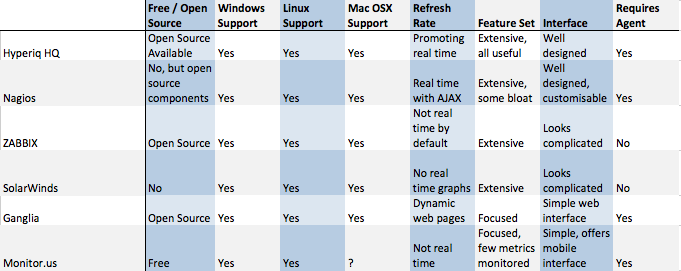 Free / Open Source Windows Support Linux Support Mac OSX Support Refresh Rate Feature Set Interface Requires Agent
Hyperiq HQ Open Source Available Yes Yes Yes Promoting real time Extensive, all useful Well designed Yes
Nagios No, but open source components Yes Yes Yes Real time with AJAX Extensive, some bloat Well designed, customisable Yes
ZABBIX Open Source Yes Yes Yes Not real time by default Extensive Looks complicated No
SolarWinds No Yes Yes Yes No real time graphs Extensive Looks complicated No
Ganglia Open Source Yes Yes Yes Dynamic web pages Focused Simple web interface Yes
Monitor.us Free Yes Yes ? Not real time Focused, few metrics monitored Simple, offers mobile interface Yes